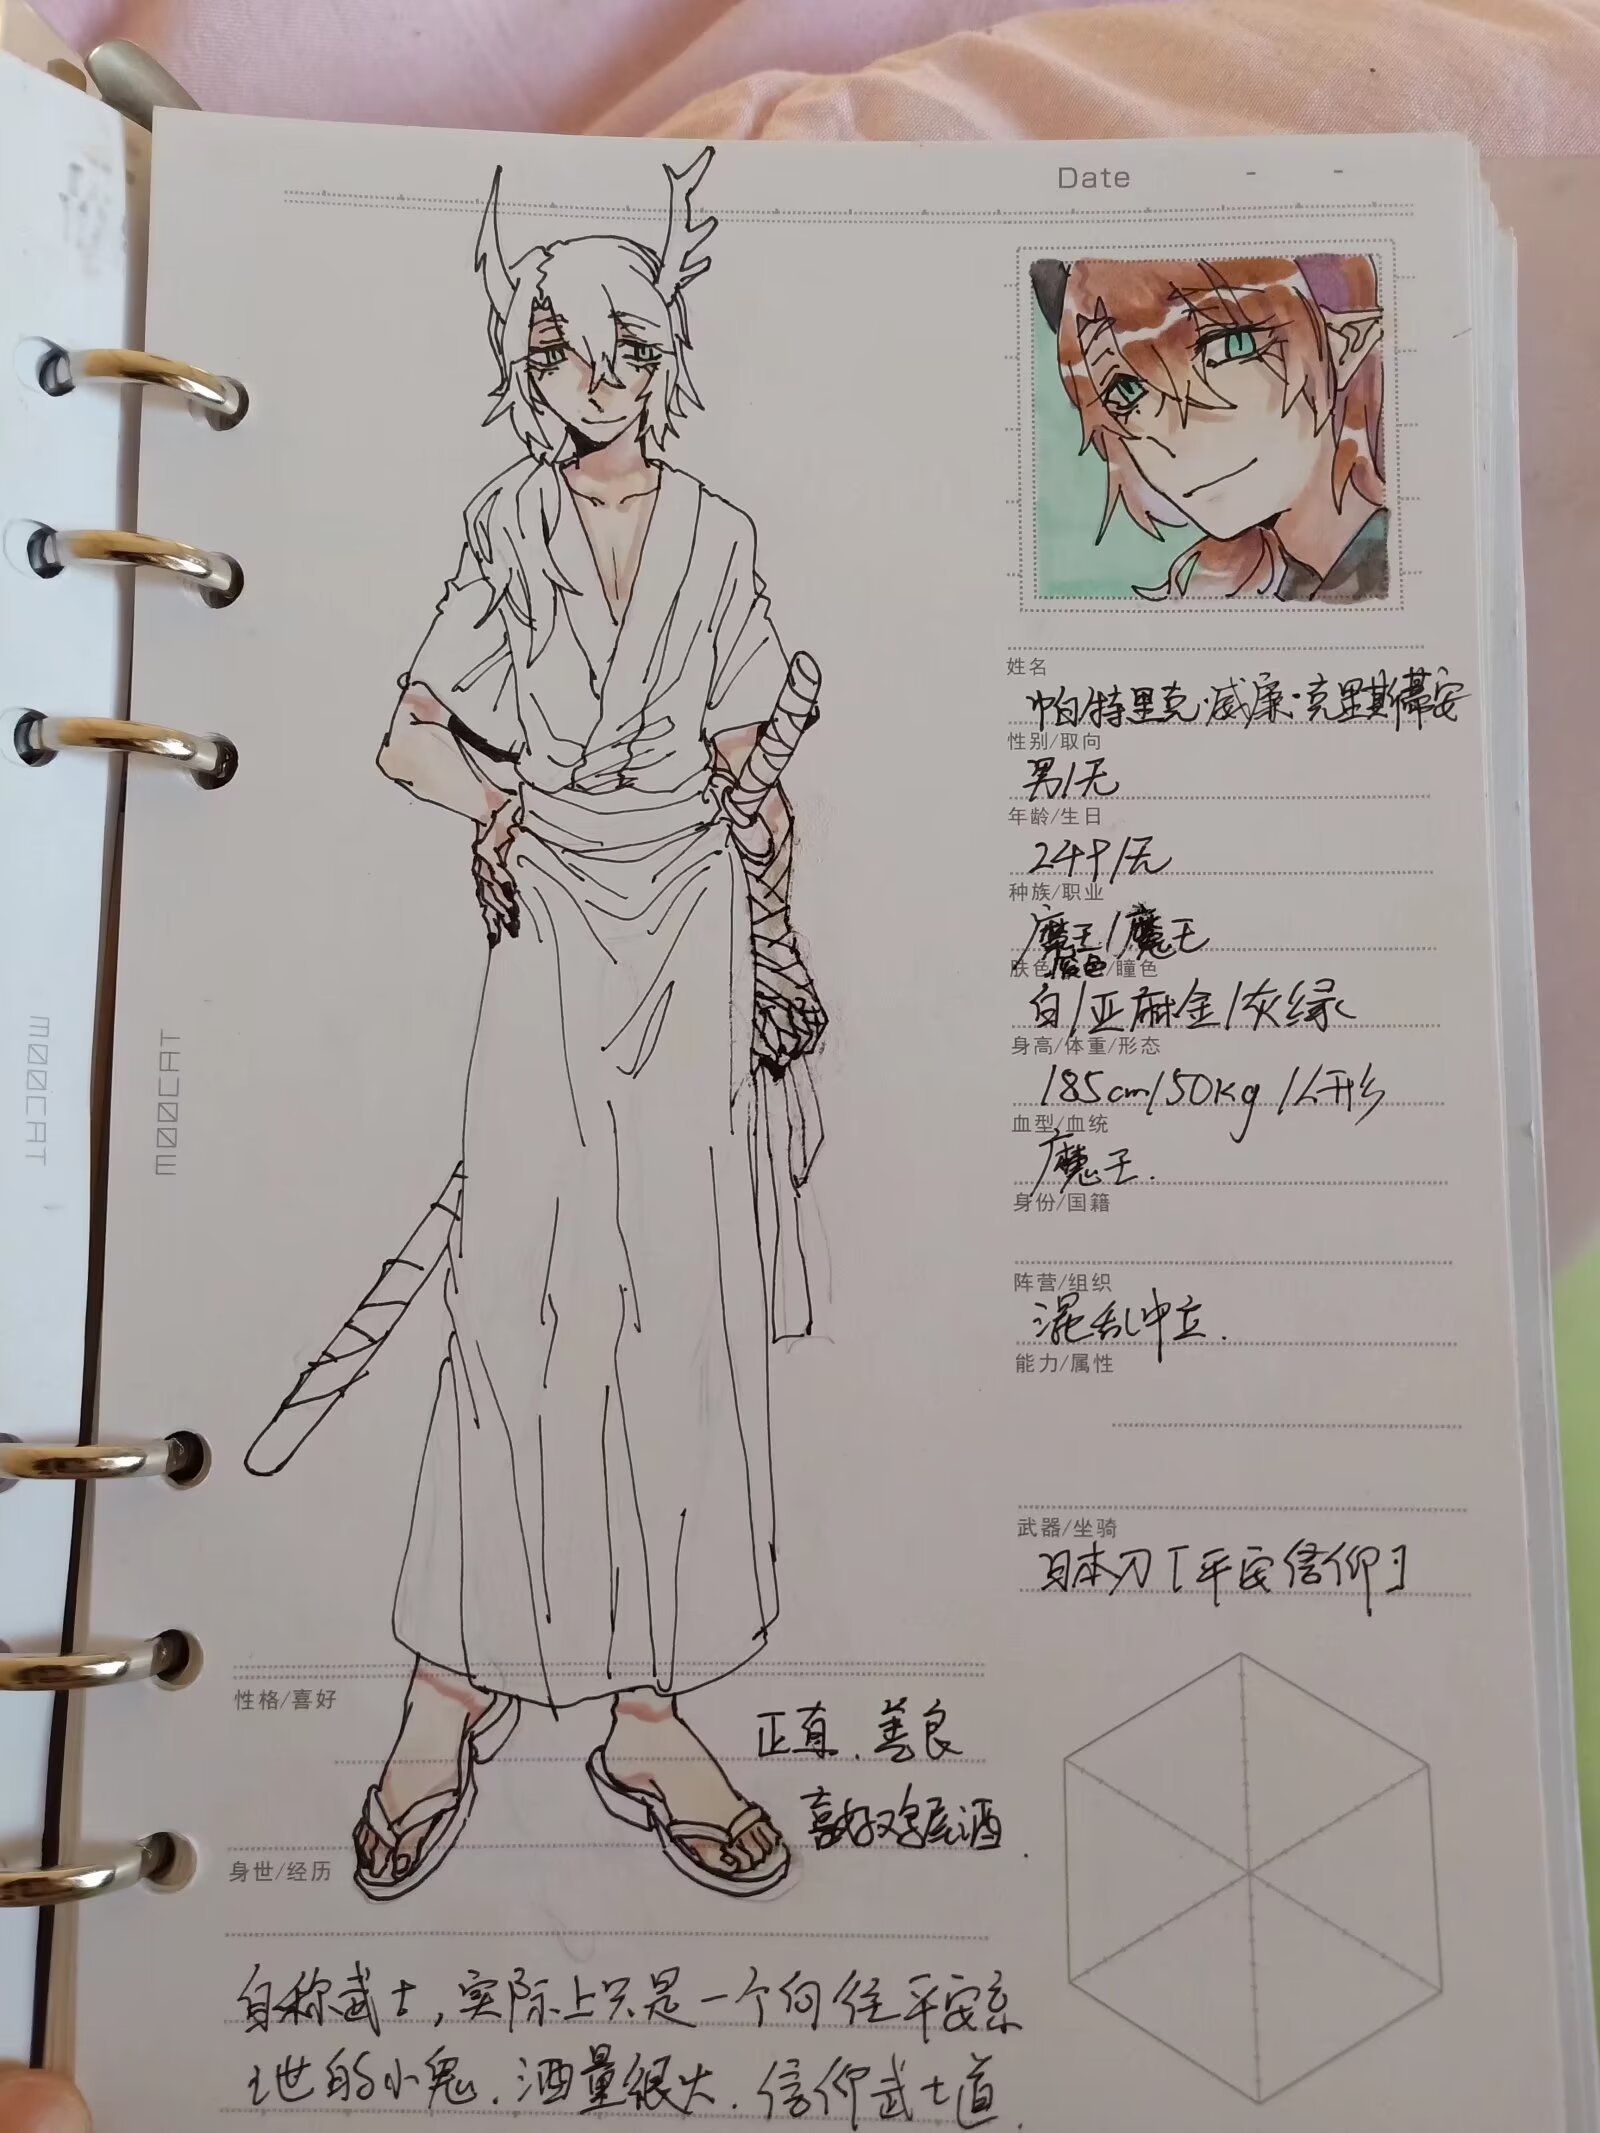 Date - -
姓名
帕特里克·威廉·克里斯蒂安
性别/取向
男/无
年龄/生日
249/无
种族/职业
魔王/魔王
肤色/发色/瞳色
白/亚麻金/灰绿
身高/体重/形态
185cm/50kg/人形
血型/血统
魔王.
身份/国籍
阵营/组织
混乱中立.
能力/属性
武器/坐骑
日本刀「平安信仰」
性格/喜好
正直、善良
喜好鸡尾酒.
身世/经历
自称武士,实际上只是一个向往平安京
世的小鬼.酒量很大.信仰武士道.
MOOCAT
MOOCAT